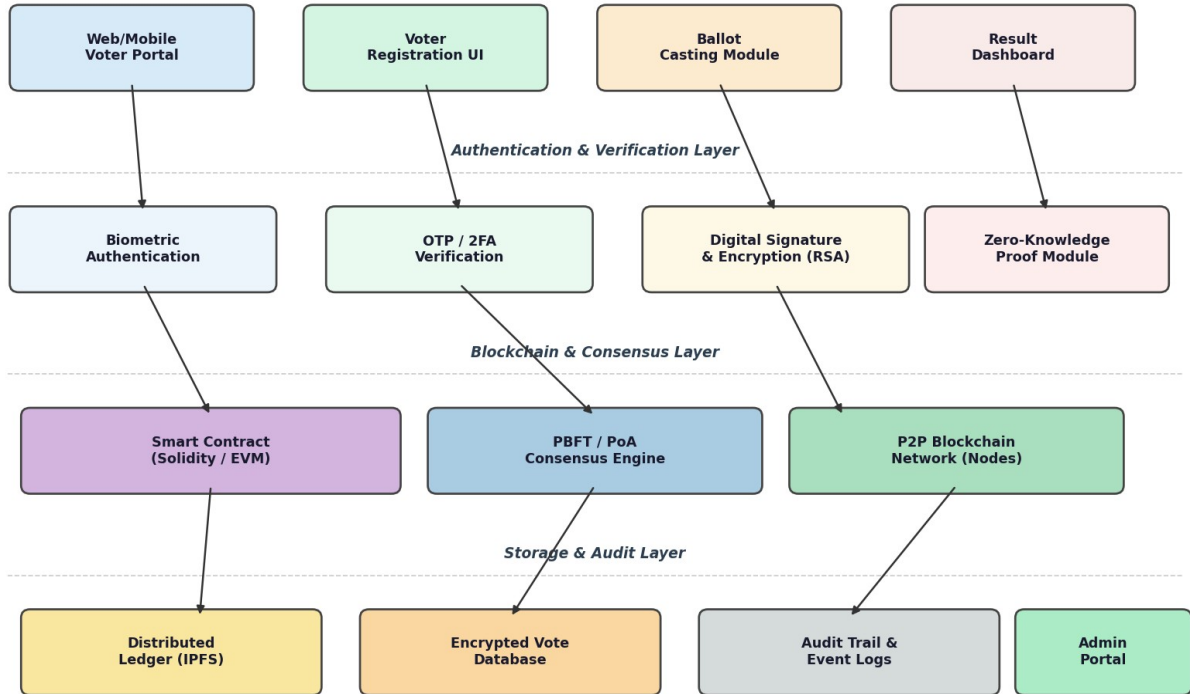 Web/Mobile
Voter Portal
Voter
Registration UI
Ballot
Casting Module
Result
Dashboard
Authentication & Verification Layer
Biometric
Authentication
OTP / 2FA
Verification
Digital Signature
& Encryption (RSA)
Zero-Knowledge
Proof Module
Blockchain & Consensus Layer
Smart Contract
(Solidity / EVM)
PBFT / PoA
Consensus Engine
P2P Blockchain
Network (Nodes)
Storage & Audit Layer
Distributed
Ledger (IPFS)
Encrypted Vote
Database
Audit Trail &
Event Logs
Admin
Portal